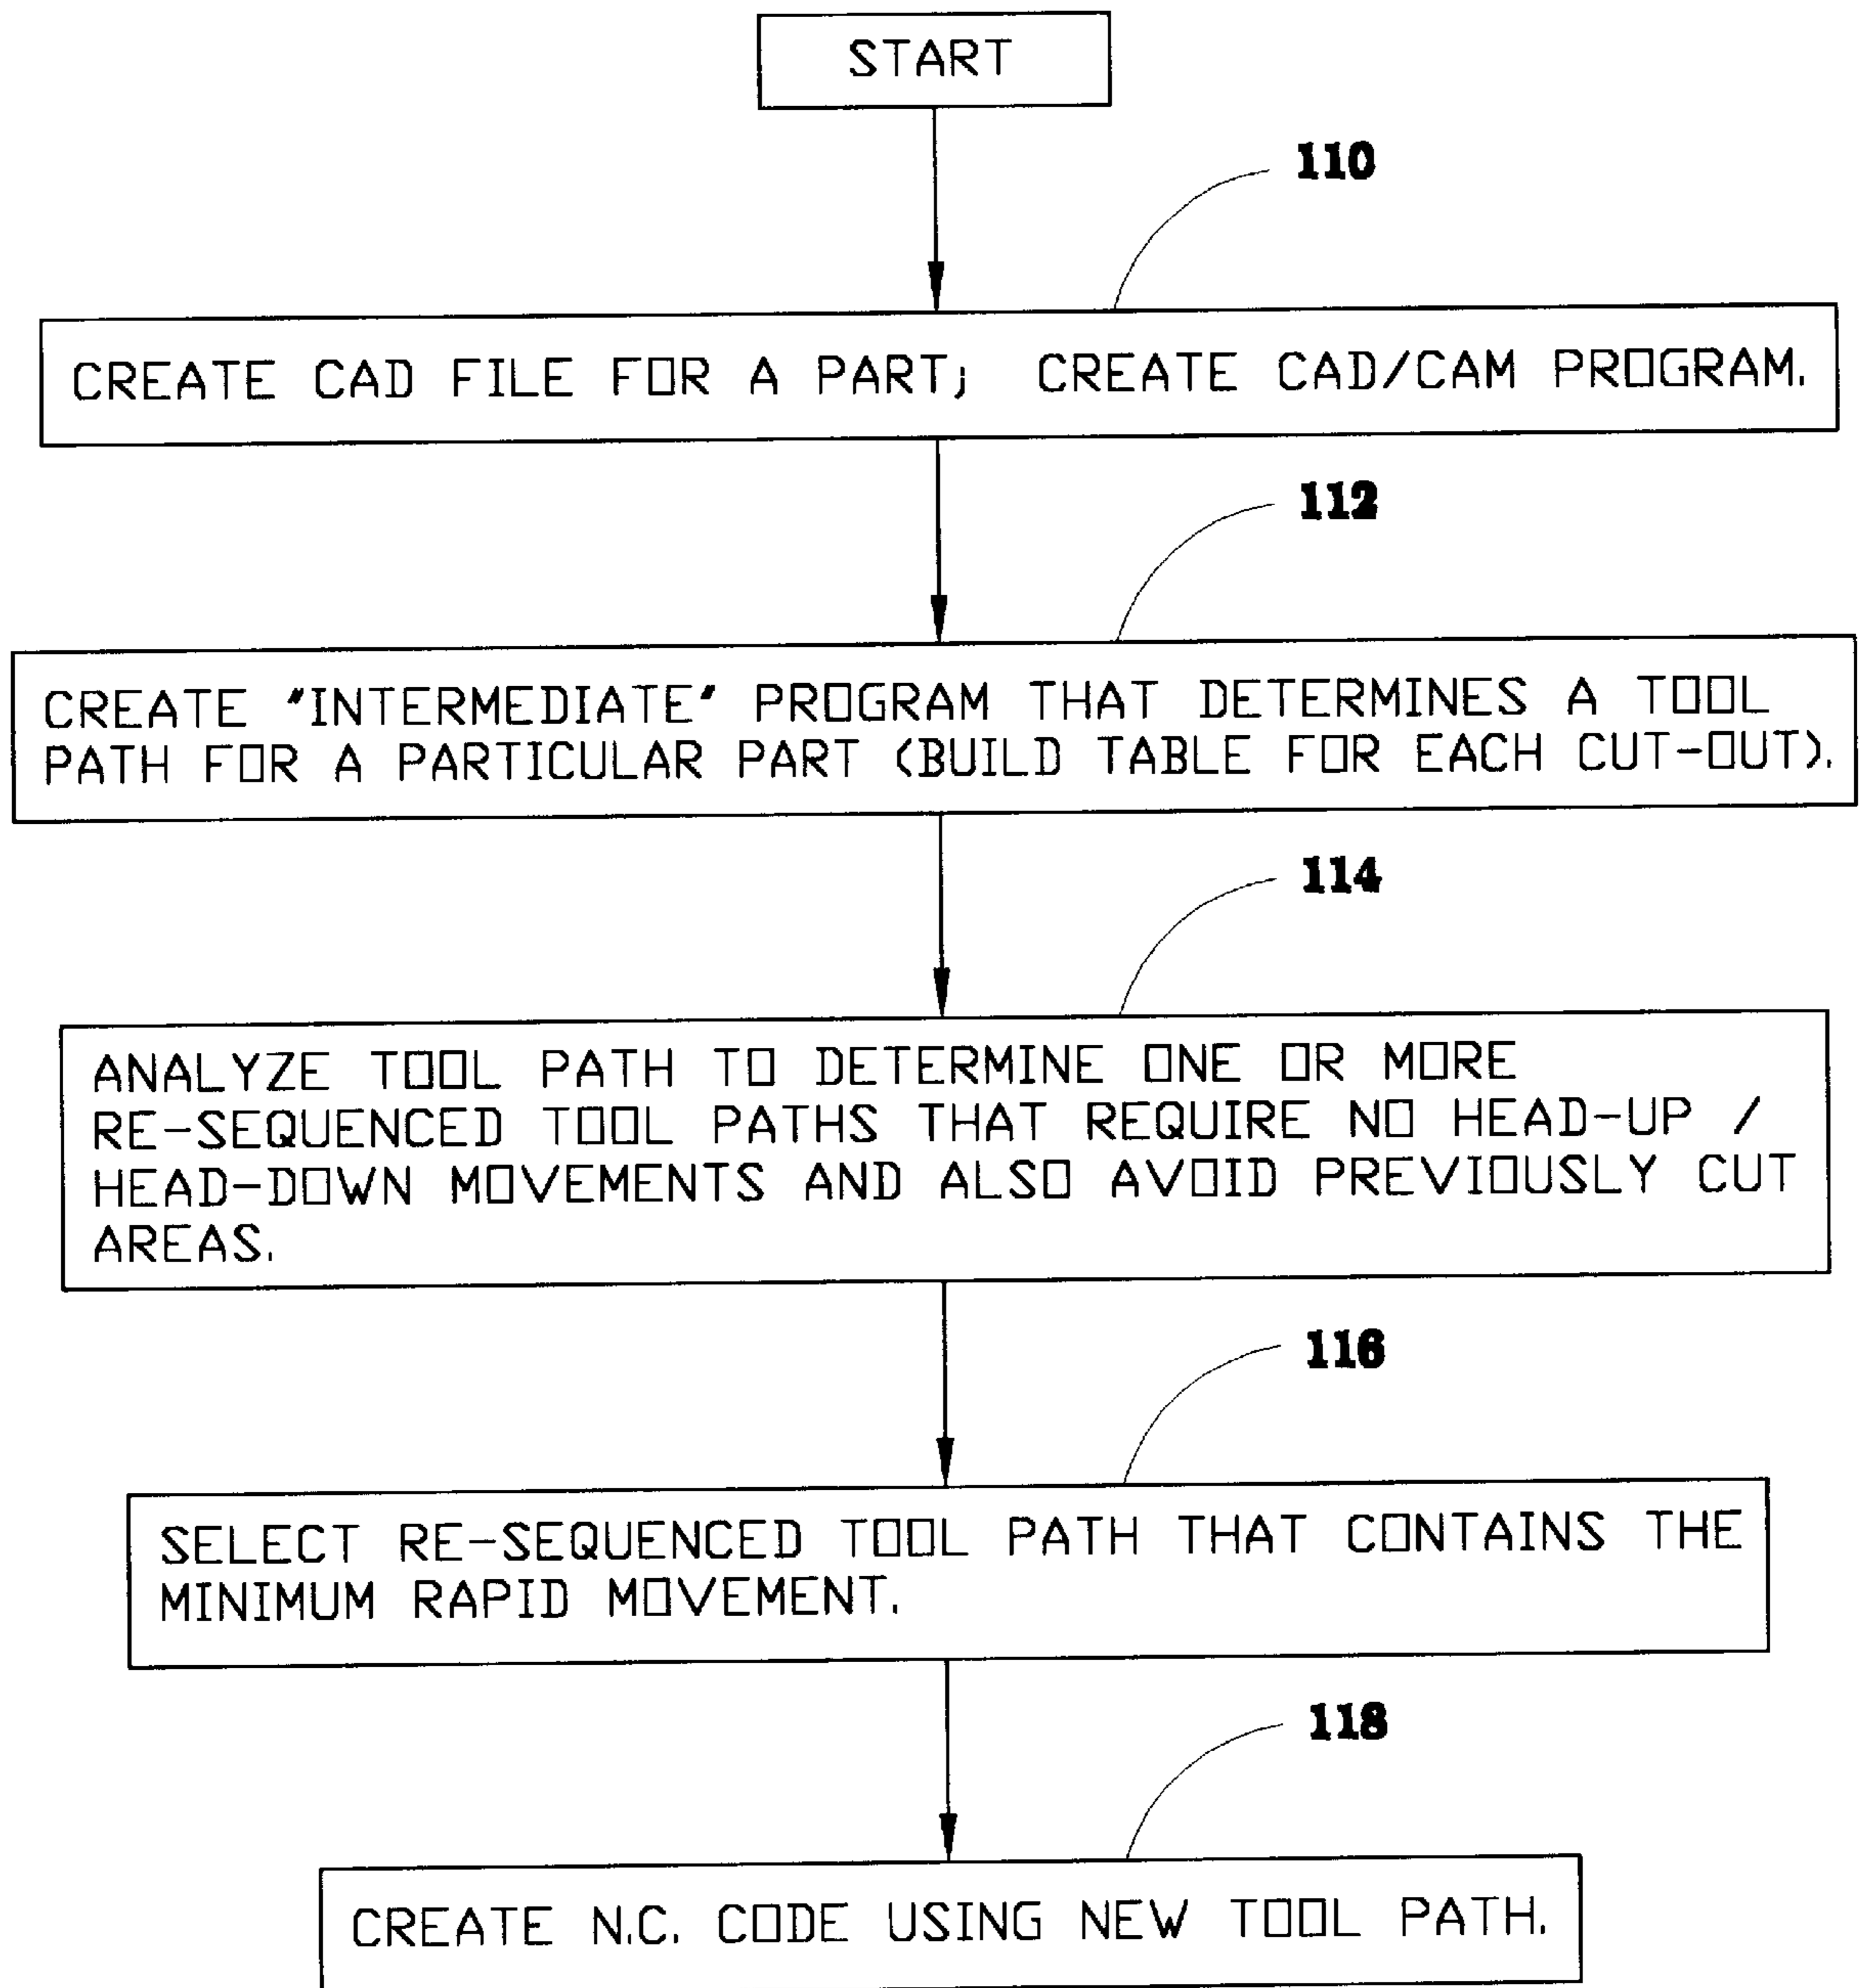 START
110
CREATE CAD FILE FOR A PART; CREATE CAD/CAM PROGRAM.
112
CREATE "INTERMEDIATE" PROGRAM THAT DETERMINES A TOOL
PATH FOR A PARTICULAR PART (BUILD TABLE FOR EACH CUT-OUT).
114
ANALYZE TOOL PATH TO DETERMINE ONE OR MORE
RE-SEQUENCED TOOL PATHS THAT REQUIRE NO HEAD-UP /
HEAD-DOWN MOVEMENTS AND ALSO AVOID PREVIOUSLY CUT
AREAS.
116
SELECT RE-SEQUENCED TOOL PATH THAT CONTAINS THE
MINIMUM RAPID MOVEMENT.
118
CREATE N.C. CODE USING NEW TOOL PATH.